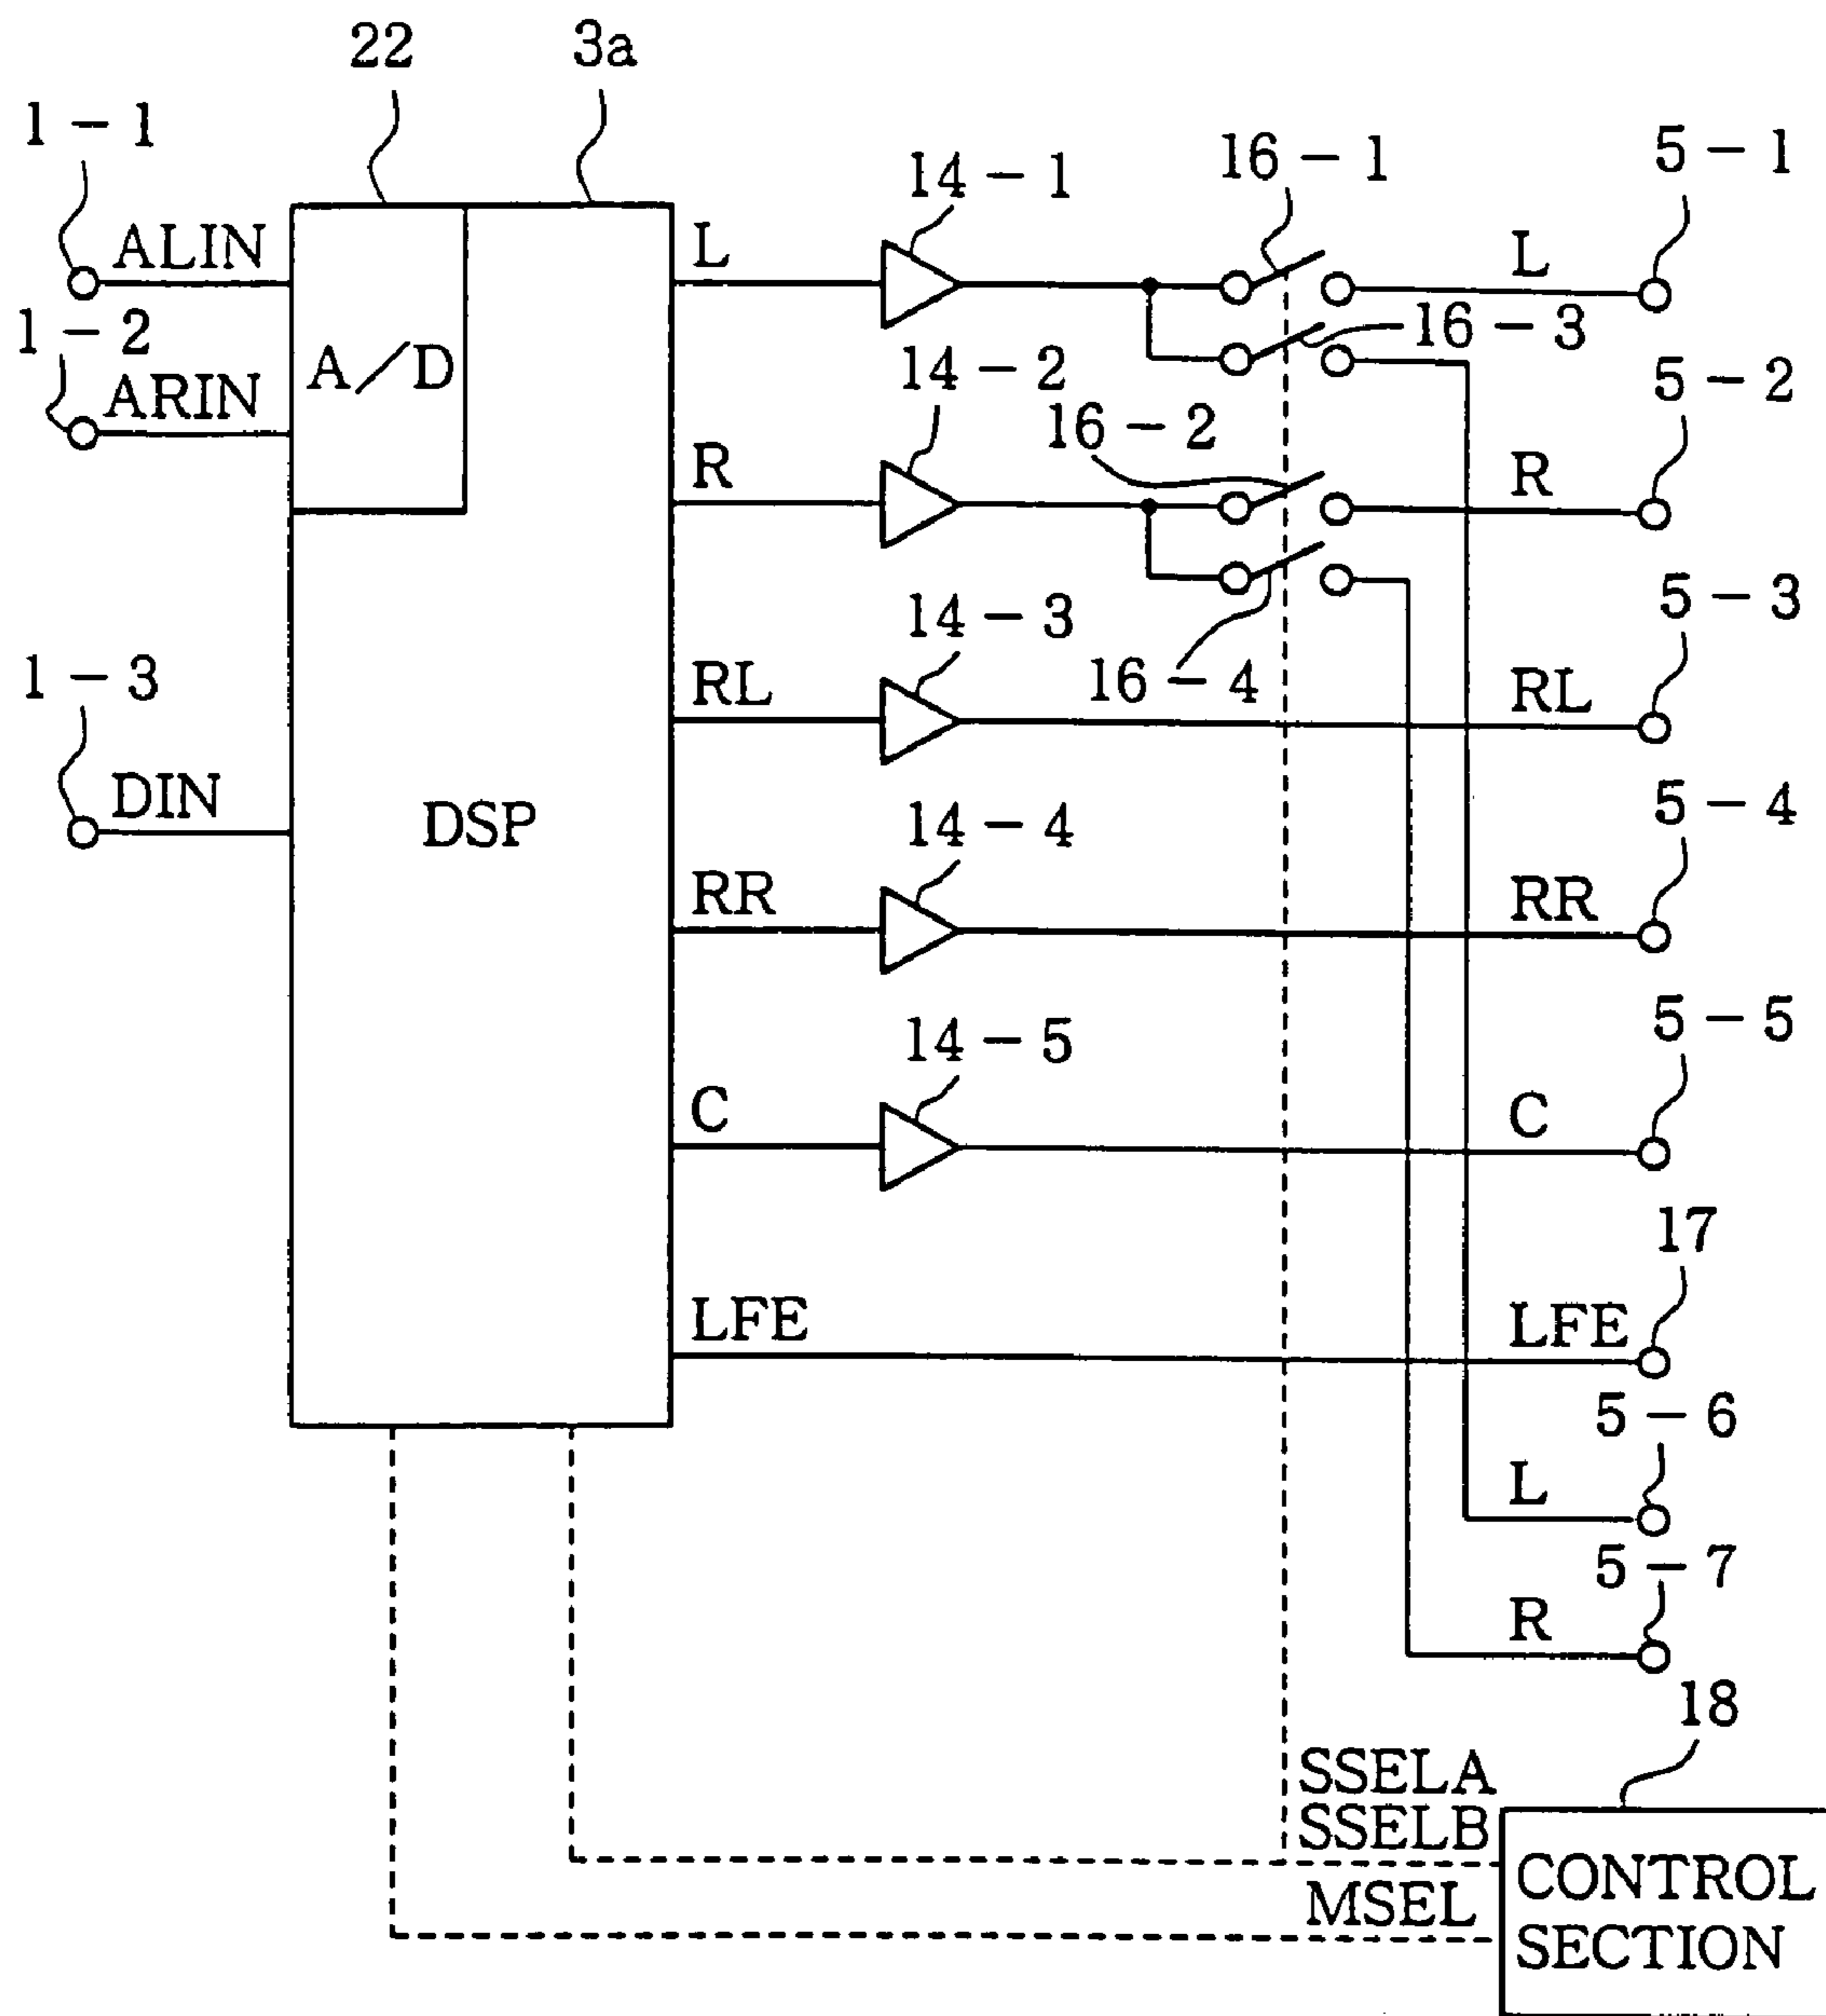 22
3a
1-1
14-1
16-1
5-1
ALIN
L
L
1-2
16-3
A/D
14-2
5-2
ARIN
16-2
R
R
14-3
5-3
1-3
16-4
RL
RL
DIN
DSP
14-4
5-4
RR
RR
14-5
5-5
C
C
17
LFE
LFE
5-6
L
5-7
R
18
SSELA
SSELB
MSEL
CONTROL
SECTION